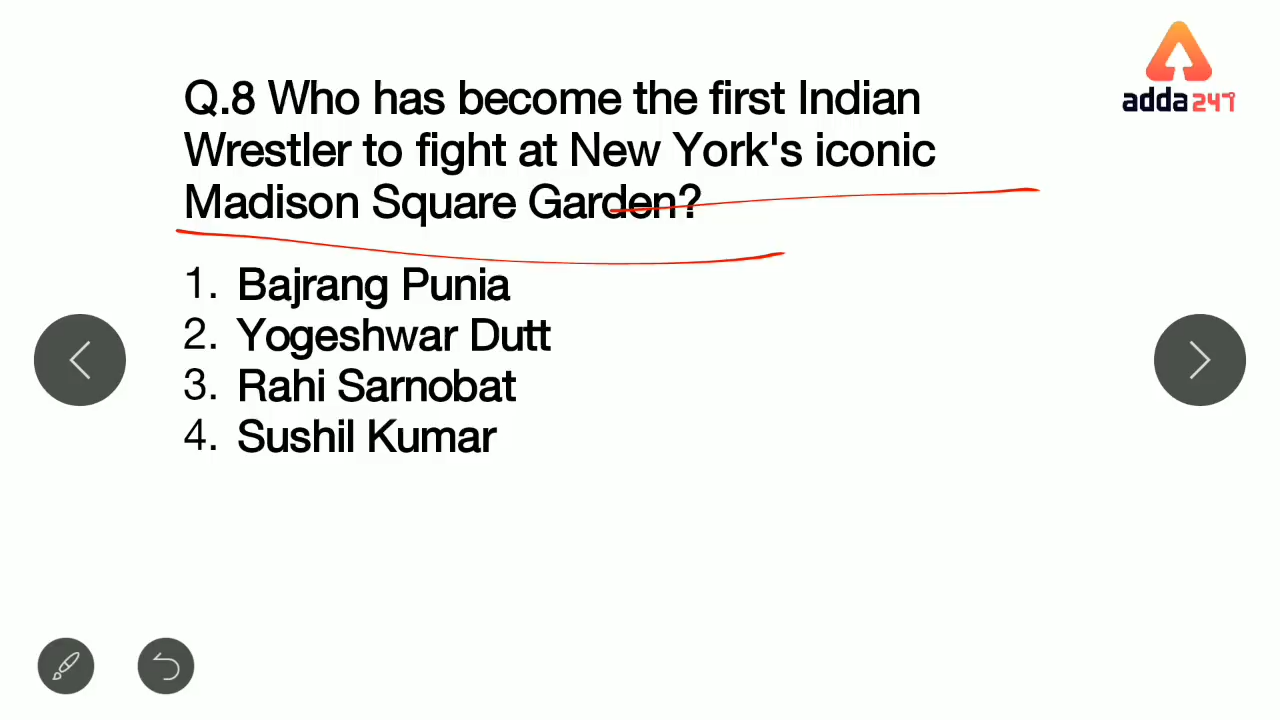 adda247
Q.8 Who has become the first Indian
Wrestler to fight at New York's iconic
Madison Square Garden?
1. Bajrang Punia
2. Yogeshwar Dutt
3. Rahi Sarnobat
4. Sushil Kumar